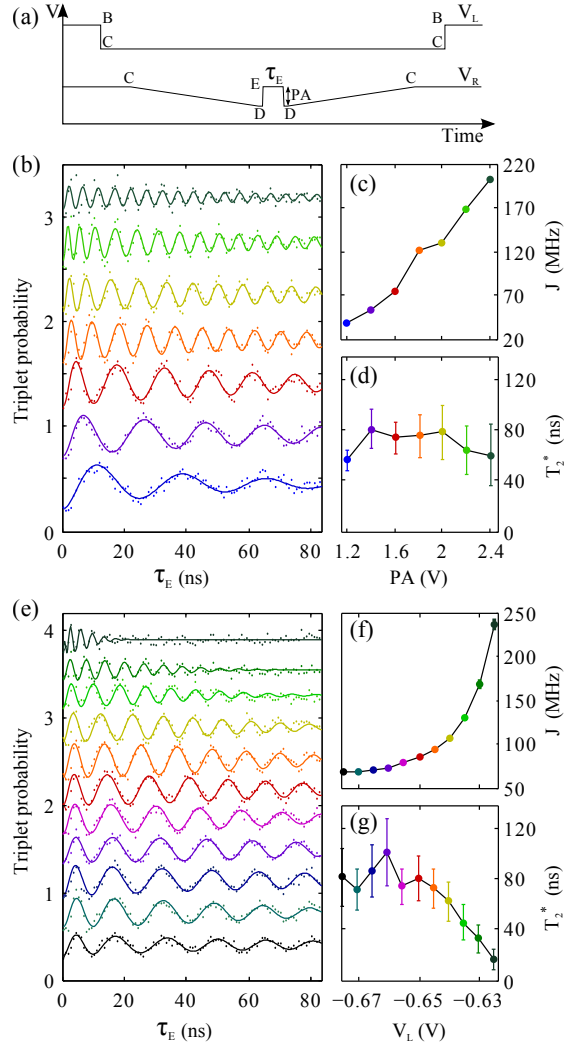 (a)
V
B
C
B
C
V_L
C
E
τ_E
PA
D
D
C
V_R
Time
(b)
Triplet probability
3
2
1
0
0 20 40 60 80
τ_E (ns)
(c)
220
170
120
70
20
J (MHz)
(d)
120
80
40
0
T_2^* (ns)
1.2 1.6 2 2.4
PA (V)
(e)
Triplet probability
4
3
2
1
0
0 20 40 60 80
τ_E (ns)
(f)
250
200
150
100
50
J (MHz)
(g)
120
80
40
0
T_2^* (ns)
−0.67 −0.65 −0.63
V_L (V)